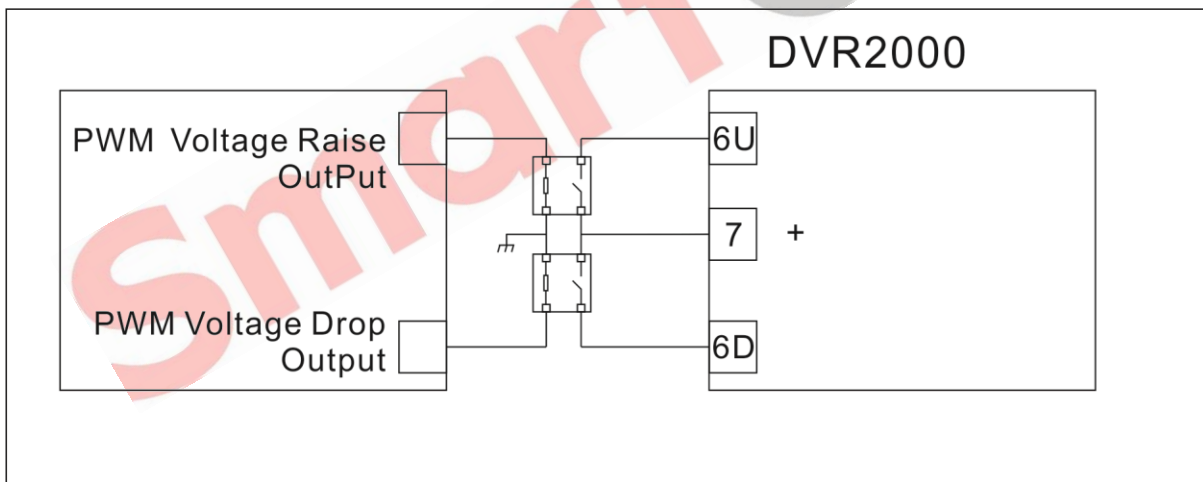 DVR2000
PWM Voltage Raise
OutPut
6U
7
+
PWM Voltage Drop
Output
6D
Smart